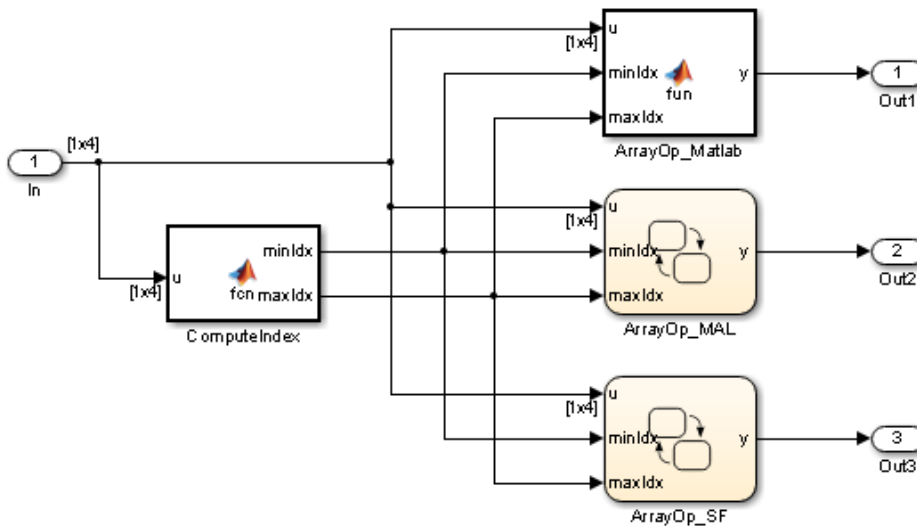 u
[1x4]
minIdx
fun
y
maxIdx
ArrayOp_Matlab
1
Out1
[1x4]
1
In
u
[1x4]
fcn
minIdx
maxIdx
ComputeIndex
u
[1x4]
minIdx
y
maxIdx
ArrayOp_MAL
2
Out2
u
[1x4]
minIdx
y
maxIdx
ArrayOp_SF
3
Out3